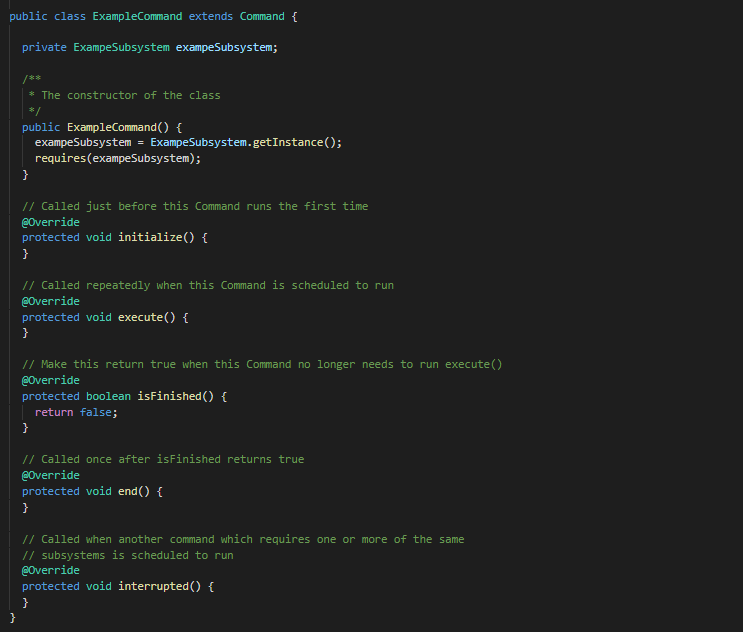 public class ExampleCommand extends Command {
private ExampeSubsystem exampeSubsystem;
/**
* The constructor of the class
*/
public ExampleCommand() {
exampeSubsystem = ExampeSubsystem.getInstance();
requires(exampeSubsystem);
}
// Called just before this Command runs the first time
@Override
protected void initialize() {
}
// Called repeatedly when this Command is scheduled to run
@Override
protected void execute() {
}
// Make this return true when this Command no longer needs to run execute()
@Override
protected boolean isFinished() {
return false;
}
// Called once after isFinished returns true
@Override
protected void end() {
}
// Called when another command which requires one or more of the same
// subsystems is scheduled to run
@Override
protected void interrupted() {
}
}